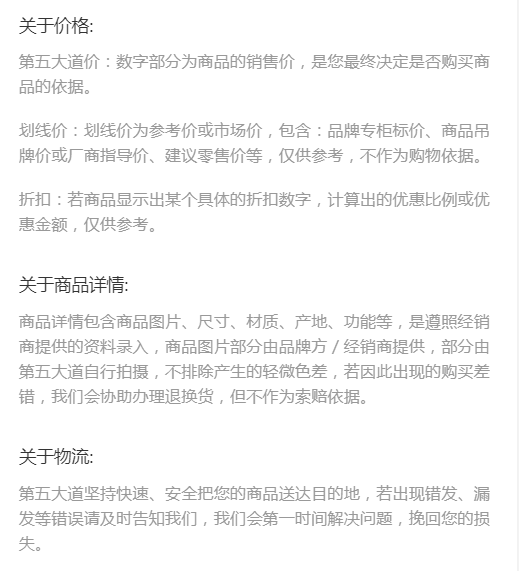 关于价格:
第五大道价：数字部分为商品的销售价，是您最终决定是否购买商
品的依据。
划线价：划线价为参考价或市场价，包含：品牌专柜标价、商品吊
牌价或厂商指导价、建议零售价等，仅供参考，不作为购物依据。
折扣：若商品显示出某个具体的折扣数字，计算出的优惠比例或优
惠金额，仅供参考。
关于商品详情:
商品详情包含商品图片、尺寸、材质、产地、功能等，是遵照经销
商提供的资料录入，商品图片部分由品牌方 / 经销商提供，部分由
第五大道自行拍摄，不排除产生的轻微色差，若因此出现的购买差
错，我们会协助办理退换货，但不作为索赔依据。
关于物流:
第五大道坚持快速、安全把您的商品送达目的地，若出现错发、漏
发等错误请及时告知我们，我们会第一时间解决问题，挽回您的损
失。